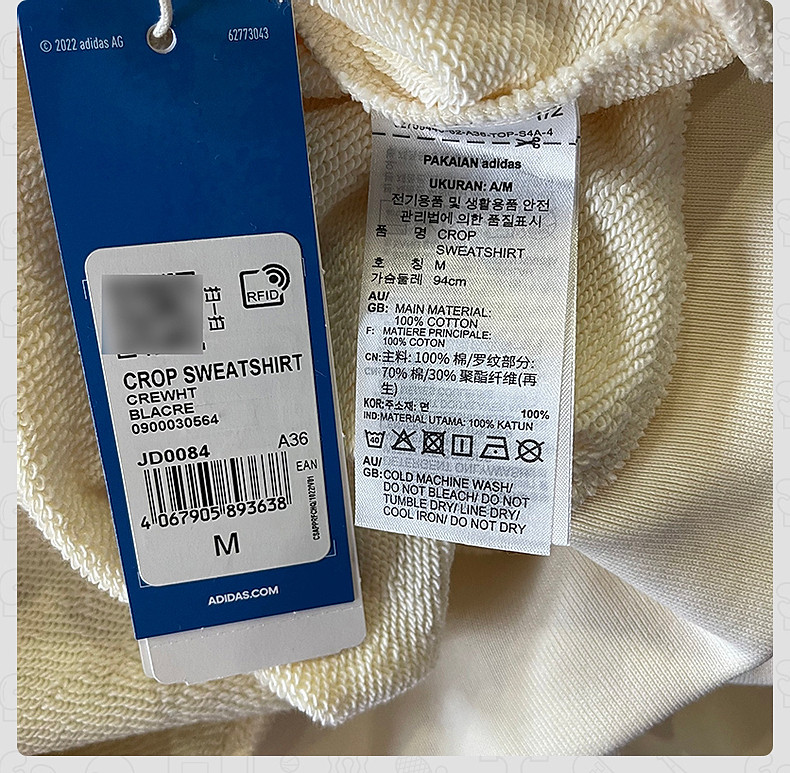 © 2022 adidas AG
62773043
RFID
CROP SWEATSHIRT
CREWHT
BLACRE
0900030564
JD0084
A36
EAN
4 067905 893638
M
ADIDAS.COM
PAKAIAN adidas
UKURAN: A/M
전기용품 및 생활용품 안전
관리법에 의한 품질표시
품 명 CROP
SWEATSHIRT
호 칭 M
가슴둘레 94cm
AU/
GB: MAIN MATERIAL:
100% COTTON
F: MATIERE PRINCIPALE:
100% COTON
CN:主料: 100% 棉/罗纹部分:
70% 棉/30% 聚酯纤维(再
生)
KOR:주소재: 면 100%
IND:MATERIAL UTAMA: 100% KATUN
40
AU/
GB:COLD MACHINE WASH/
DO NOT BLEACH/ DO NOT
TUMBLE DRY/ LINE DRY/
COOL IRON/ DO NOT DRY